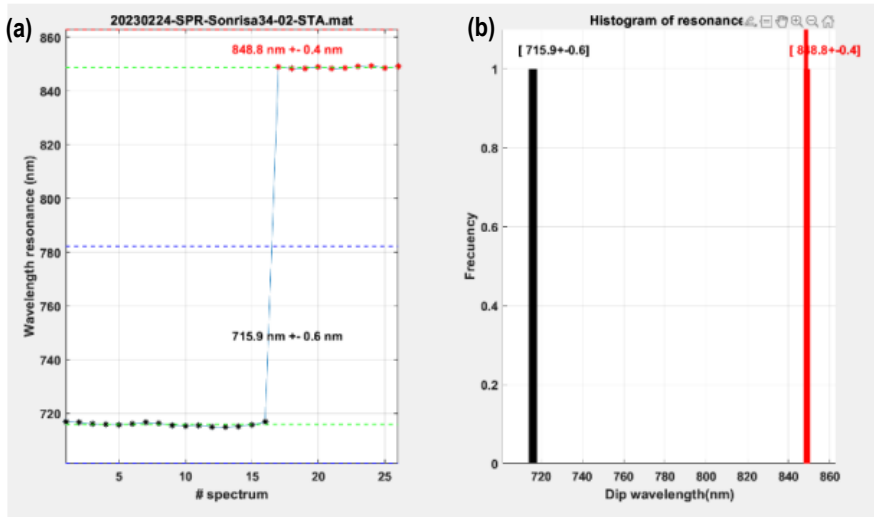 (a)
20230224-SPR-Sonrisa34-02-STA.mat
848.8 nm +- 0.4 nm
715.9 nm +- 0.6 nm
Wavelength resonance (nm)
860
840
820
800
780
760
740
720
5 10 15 20 25
# spectrum
(b)
Histogram of resonance
[ 715.9+-0.6]
[ 848.8+-0.4]
Frecuency
1
0.8
0.6
0.4
0.2
0
720 740 760 780 800 820 840 860
Dip wavelength(nm)